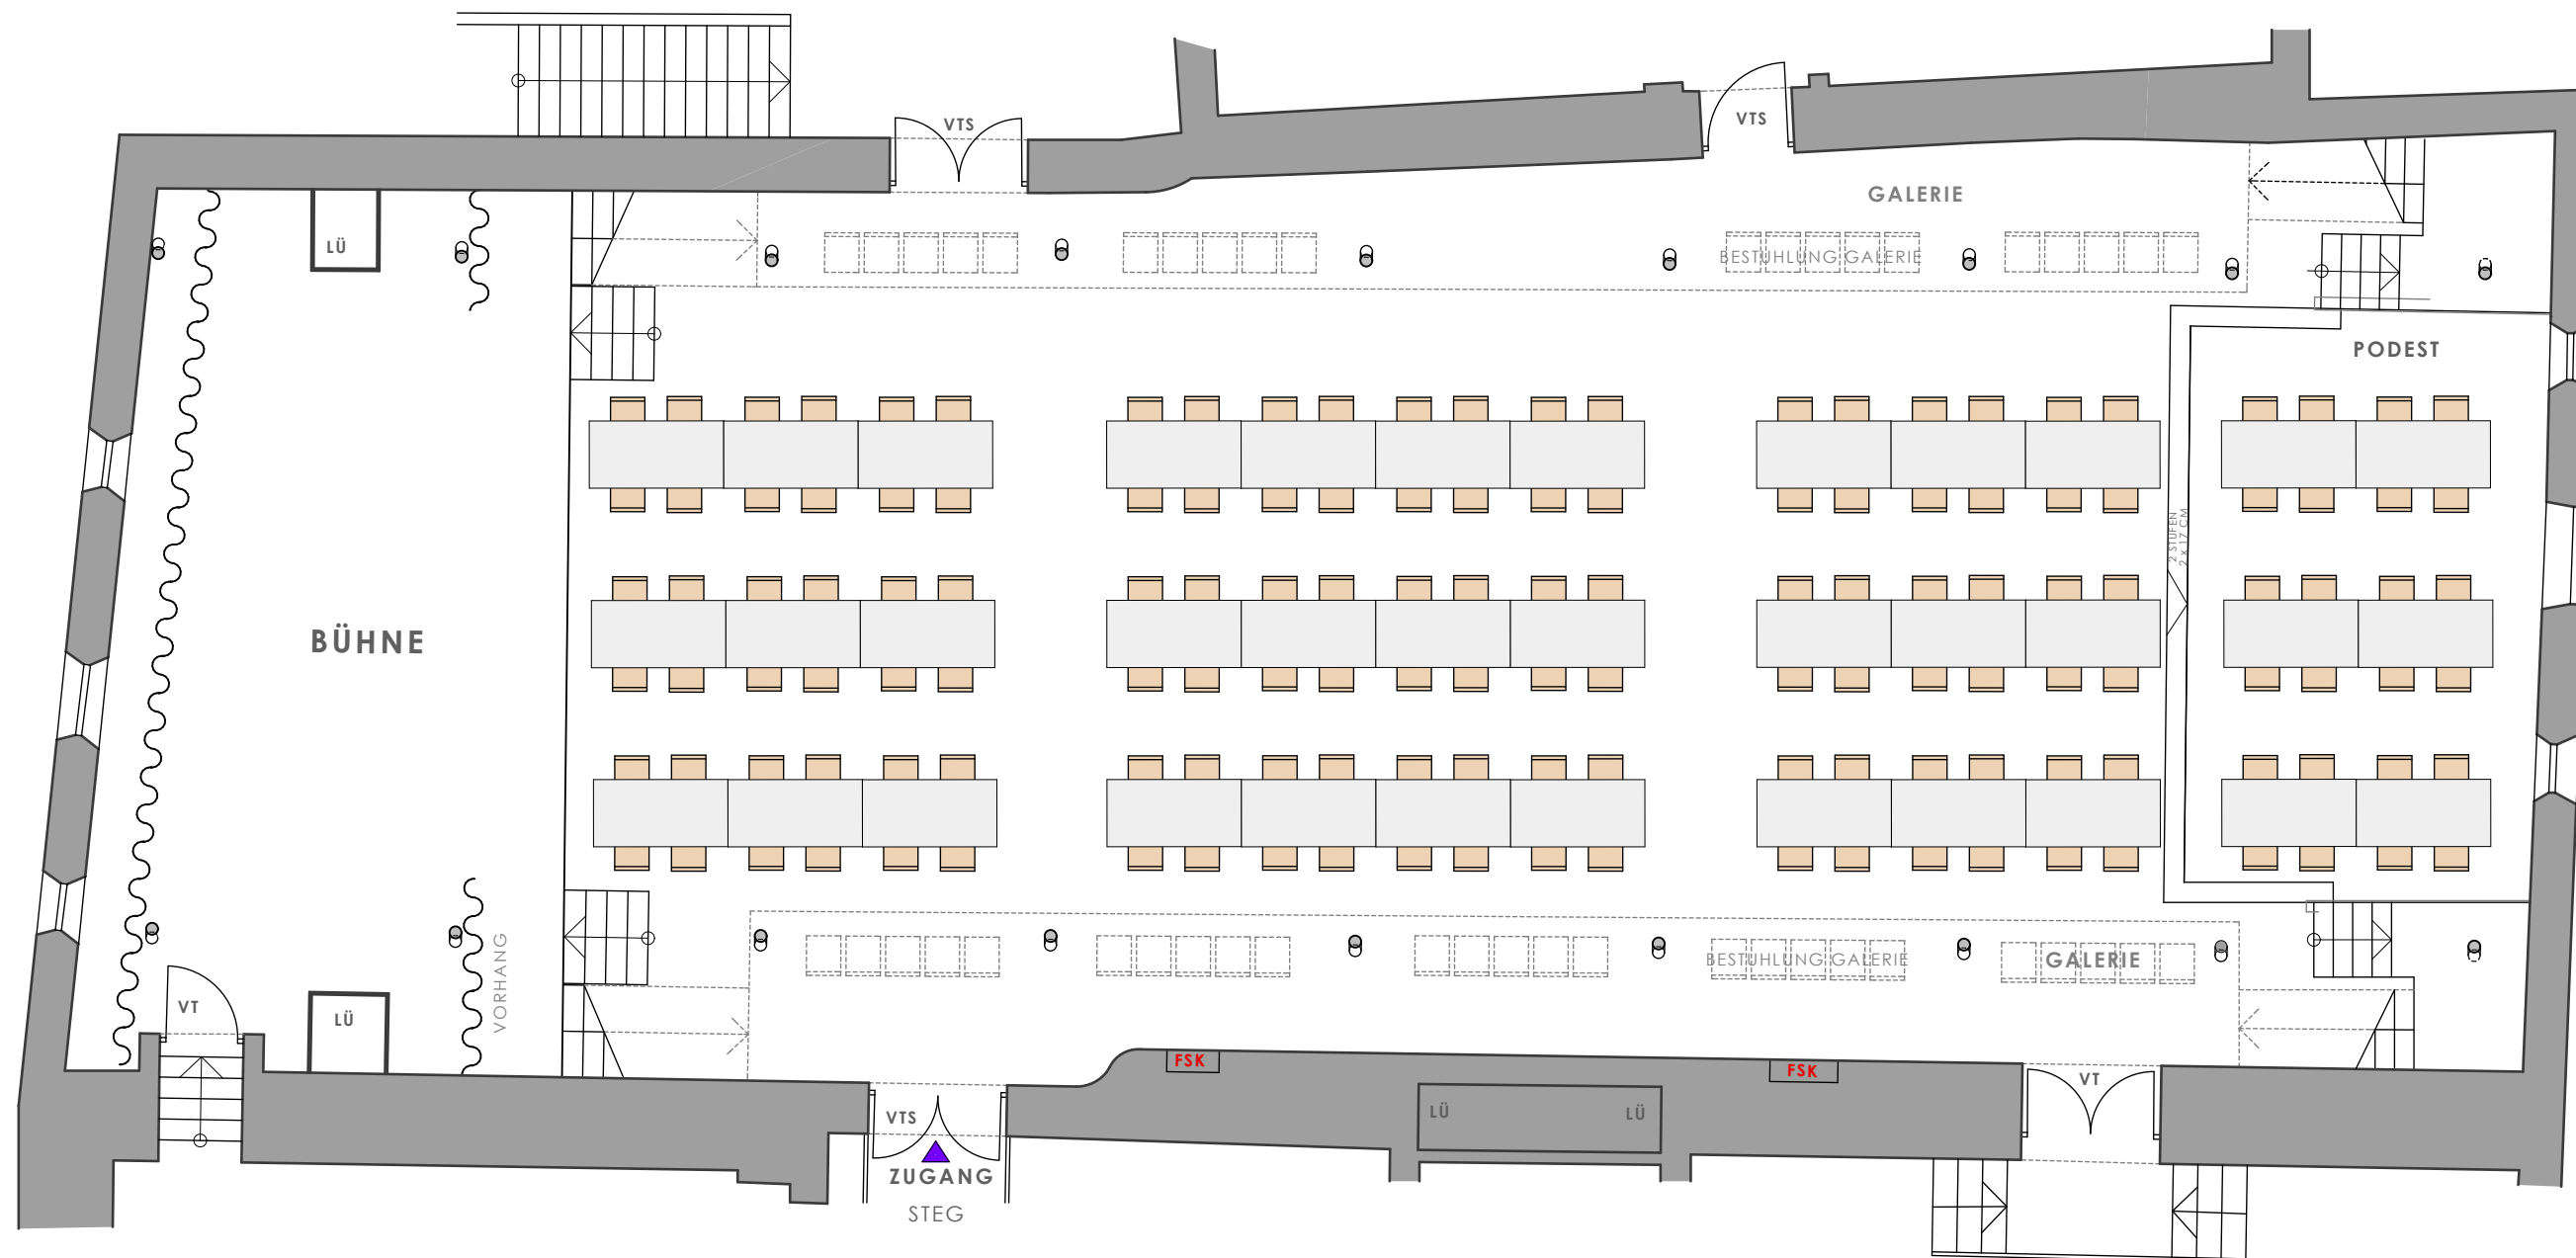 VTS
VTS
GALERIE
LÜ
BESTUHLUNG GALERIE
PODEST
2 STUFEN
2 x 17 CM
BÜHNE
VORHANG
BESTUHLUNG GALERIE
GALERIE
VT
LÜ
FSK
FSK
VT
VTS
LÜ
LÜ
ZUGANG
STEG